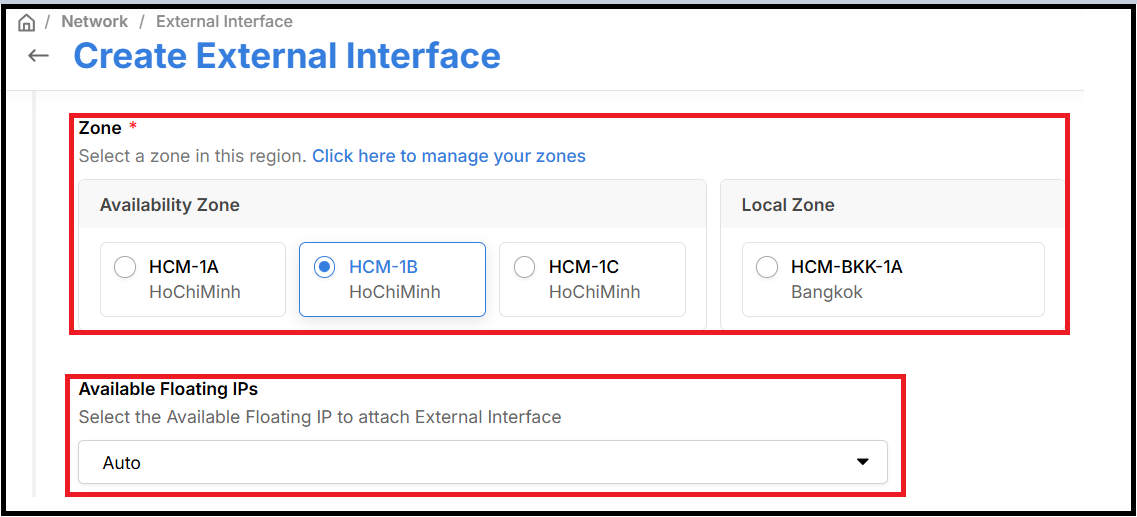 / Network / External Interface
Create External Interface
Zone *
Select a zone in this region. Click here to manage your zones
Availability Zone
HCM-1A
HoChiMinh
HCM-1B
HoChiMinh
HCM-1C
HoChiMinh
Local Zone
HCM-BKK-1A
Bangkok
Available Floating IPs
Select the Available Floating IP to attach External Interface
Auto